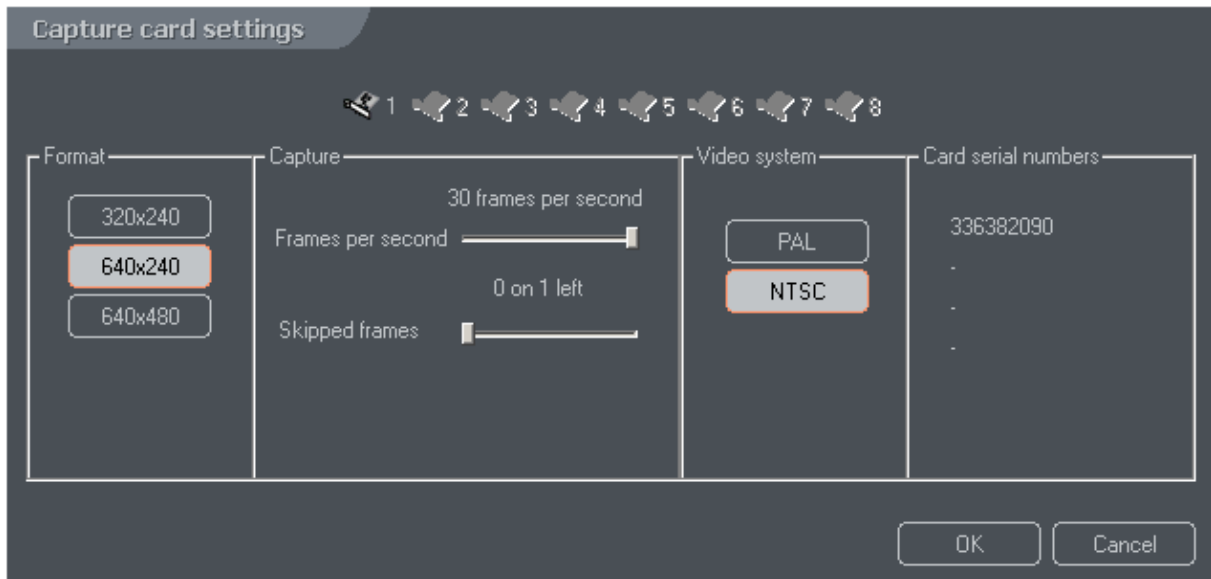 Capture card settings
1 2 3 4 5 6 7 8
Format
320x240
640x240
640x480
Capture
30 frames per second
Frames per second
0 on 1 left
Skipped frames
Video system
PAL
NTSC
Card serial numbers
336382090
-
-
-
OK
Cancel